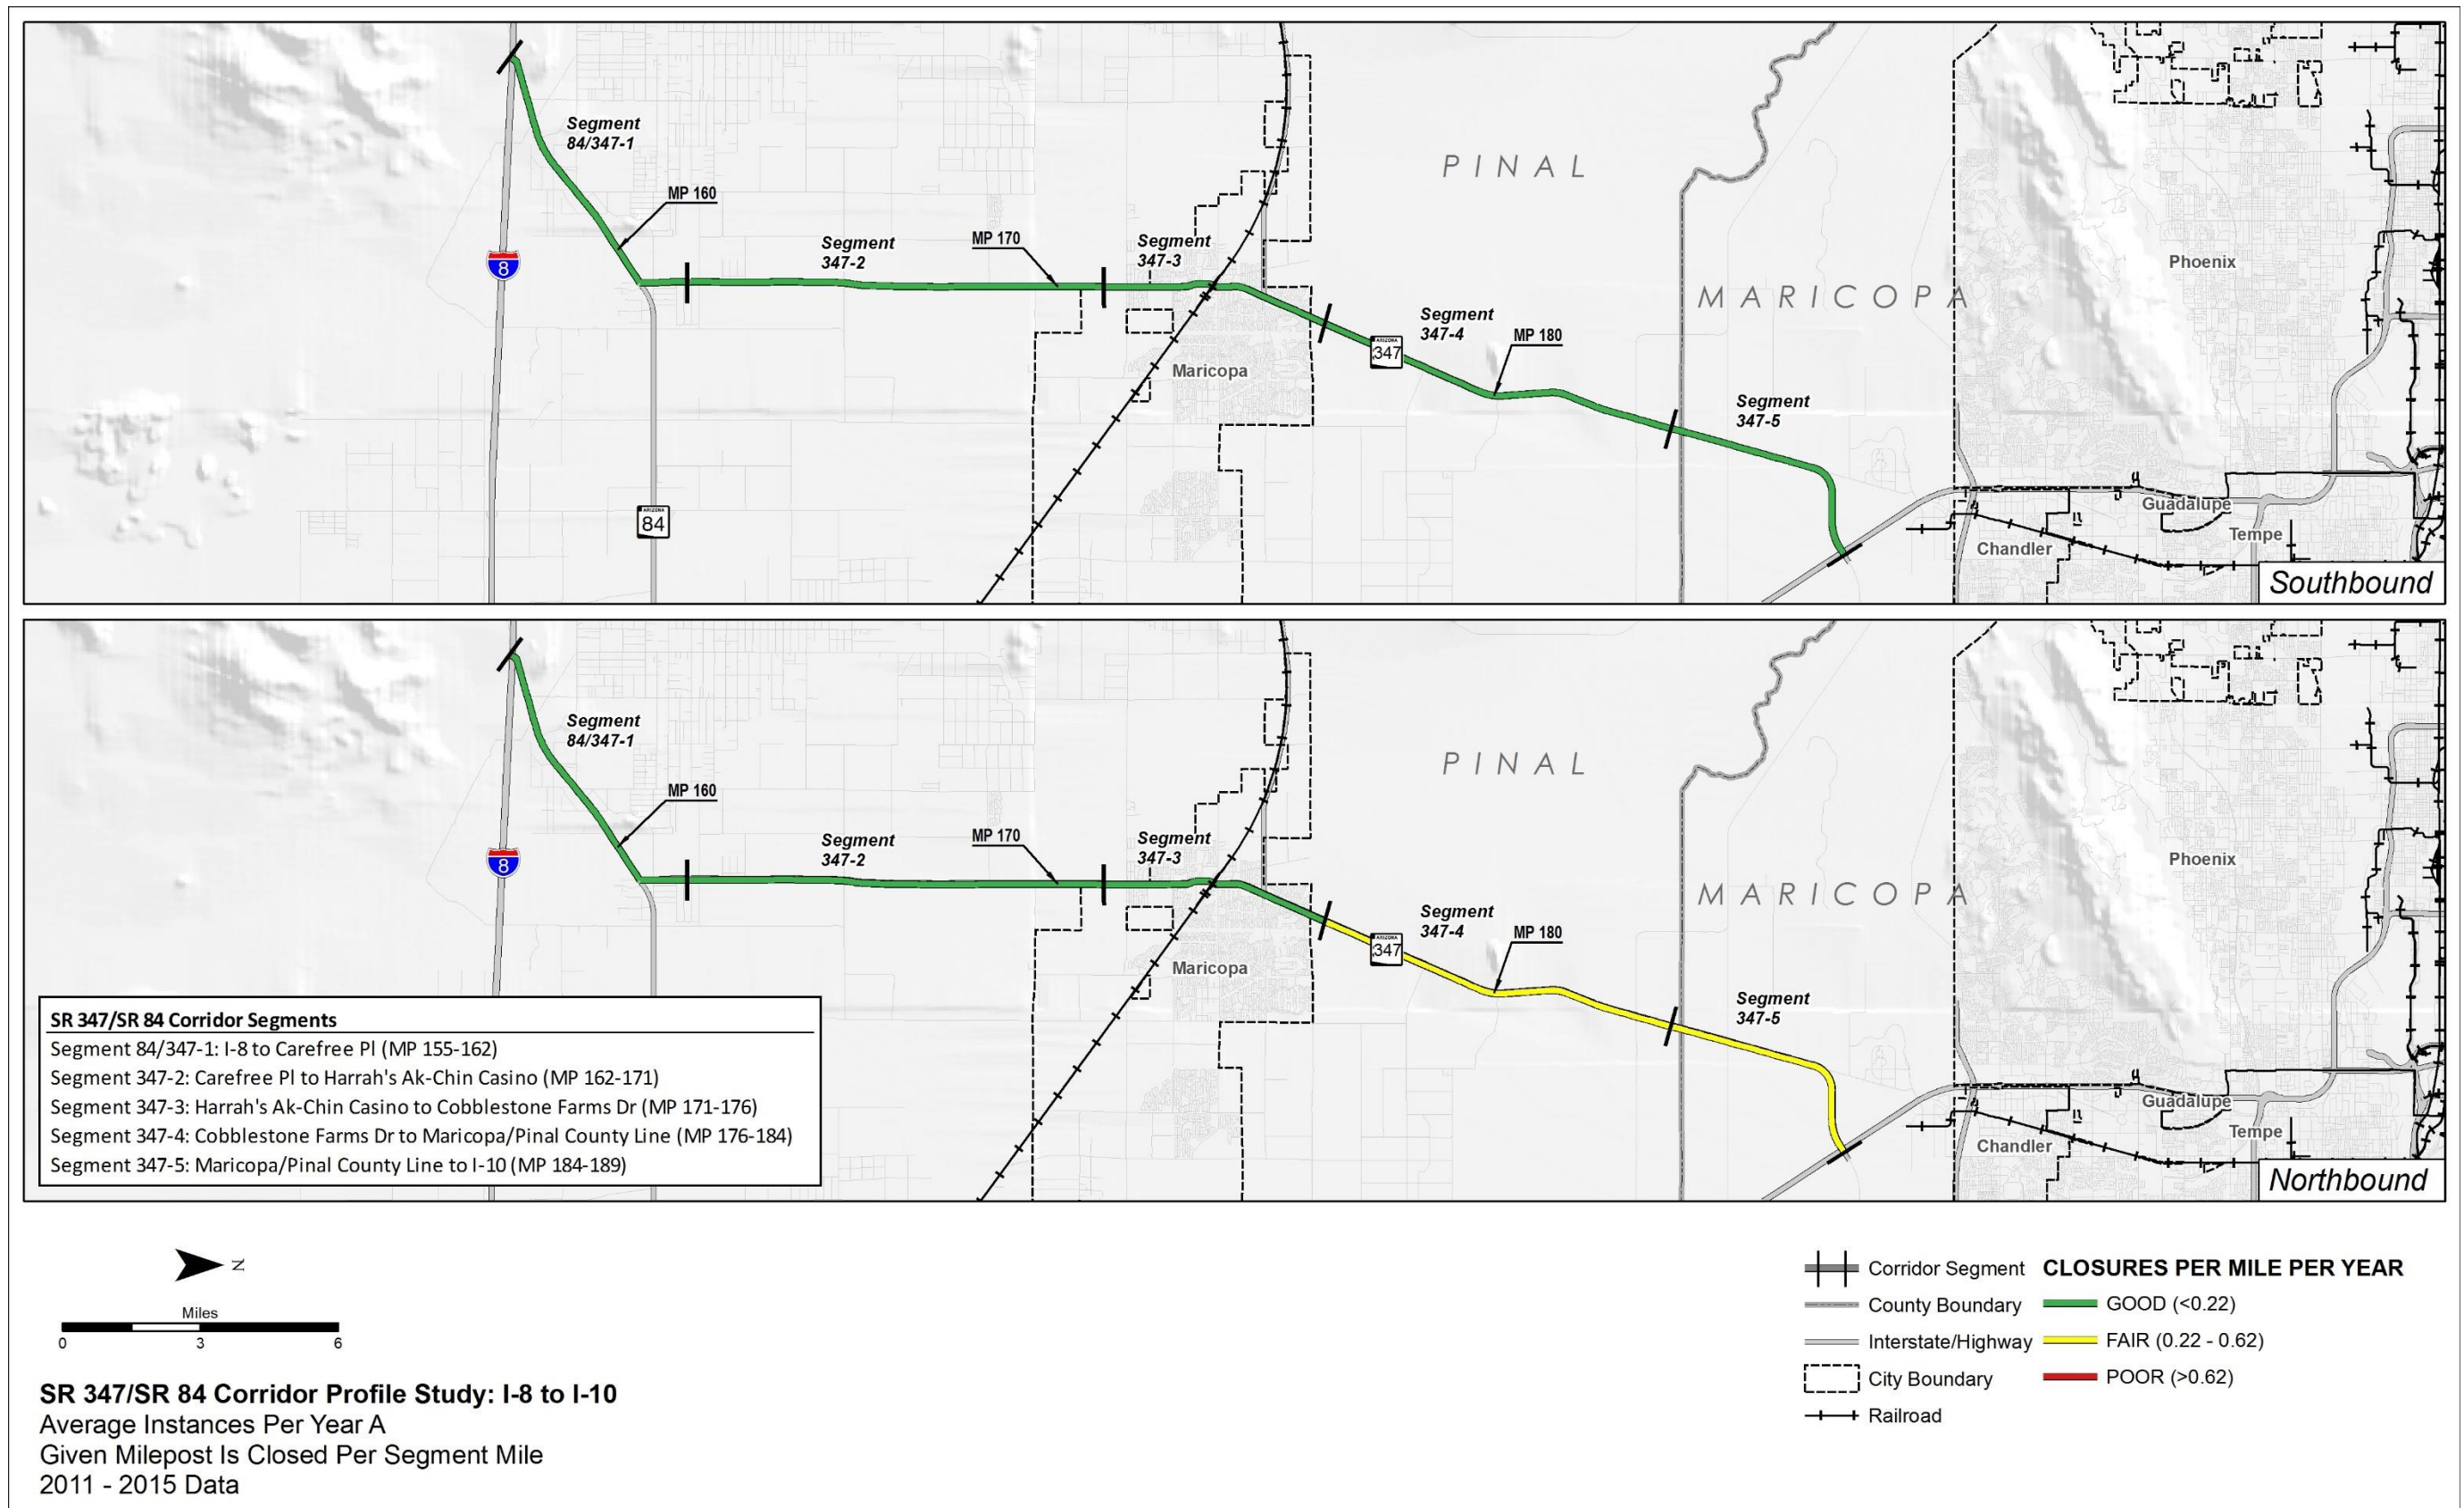 Segment
84/347-1
MP 160
Segment
347-2
MP 170
Segment
347-3
PINAL
MARICOPA
Segment
347-4
MP 180
ARIZONA
347
Segment
347-5
8
ARIZONA
84
Maricopa
Phoenix
Guadalupe
Tempe
Chandler
Southbound
Segment
84/347-1
MP 160
Segment
347-2
MP 170
Segment
347-3
PINAL
MARICOPA
Segment
347-4
MP 180
ARIZONA
347
Segment
347-5
8
Maricopa
Phoenix
Guadalupe
Tempe
Chandler
Northbound
SR 347/SR 84 Corridor Segments
Segment 84/347-1: I-8 to Carefree Pl (MP 155-162)
Segment 347-2: Carefree Pl to Harrah's Ak-Chin Casino (MP 162-171)
Segment 347-3: Harrah's Ak-Chin Casino to Cobblestone Farms Dr (MP 171-176)
Segment 347-4: Cobblestone Farms Dr to Maricopa/Pinal County Line (MP 176-184)
Segment 347-5: Maricopa/Pinal County Line to I-10 (MP 184-189)
N
Miles
0 3 6
SR 347/SR 84 Corridor Profile Study: I-8 to I-10
Average Instances Per Year A
Given Milepost Is Closed Per Segment Mile
2011 - 2015 Data
Corridor Segment
County Boundary
Interstate/Highway
City Boundary
Railroad
CLOSURES PER MILE PER YEAR
GOOD (<0.22)
FAIR (0.22 - 0.62)
POOR (>0.62)